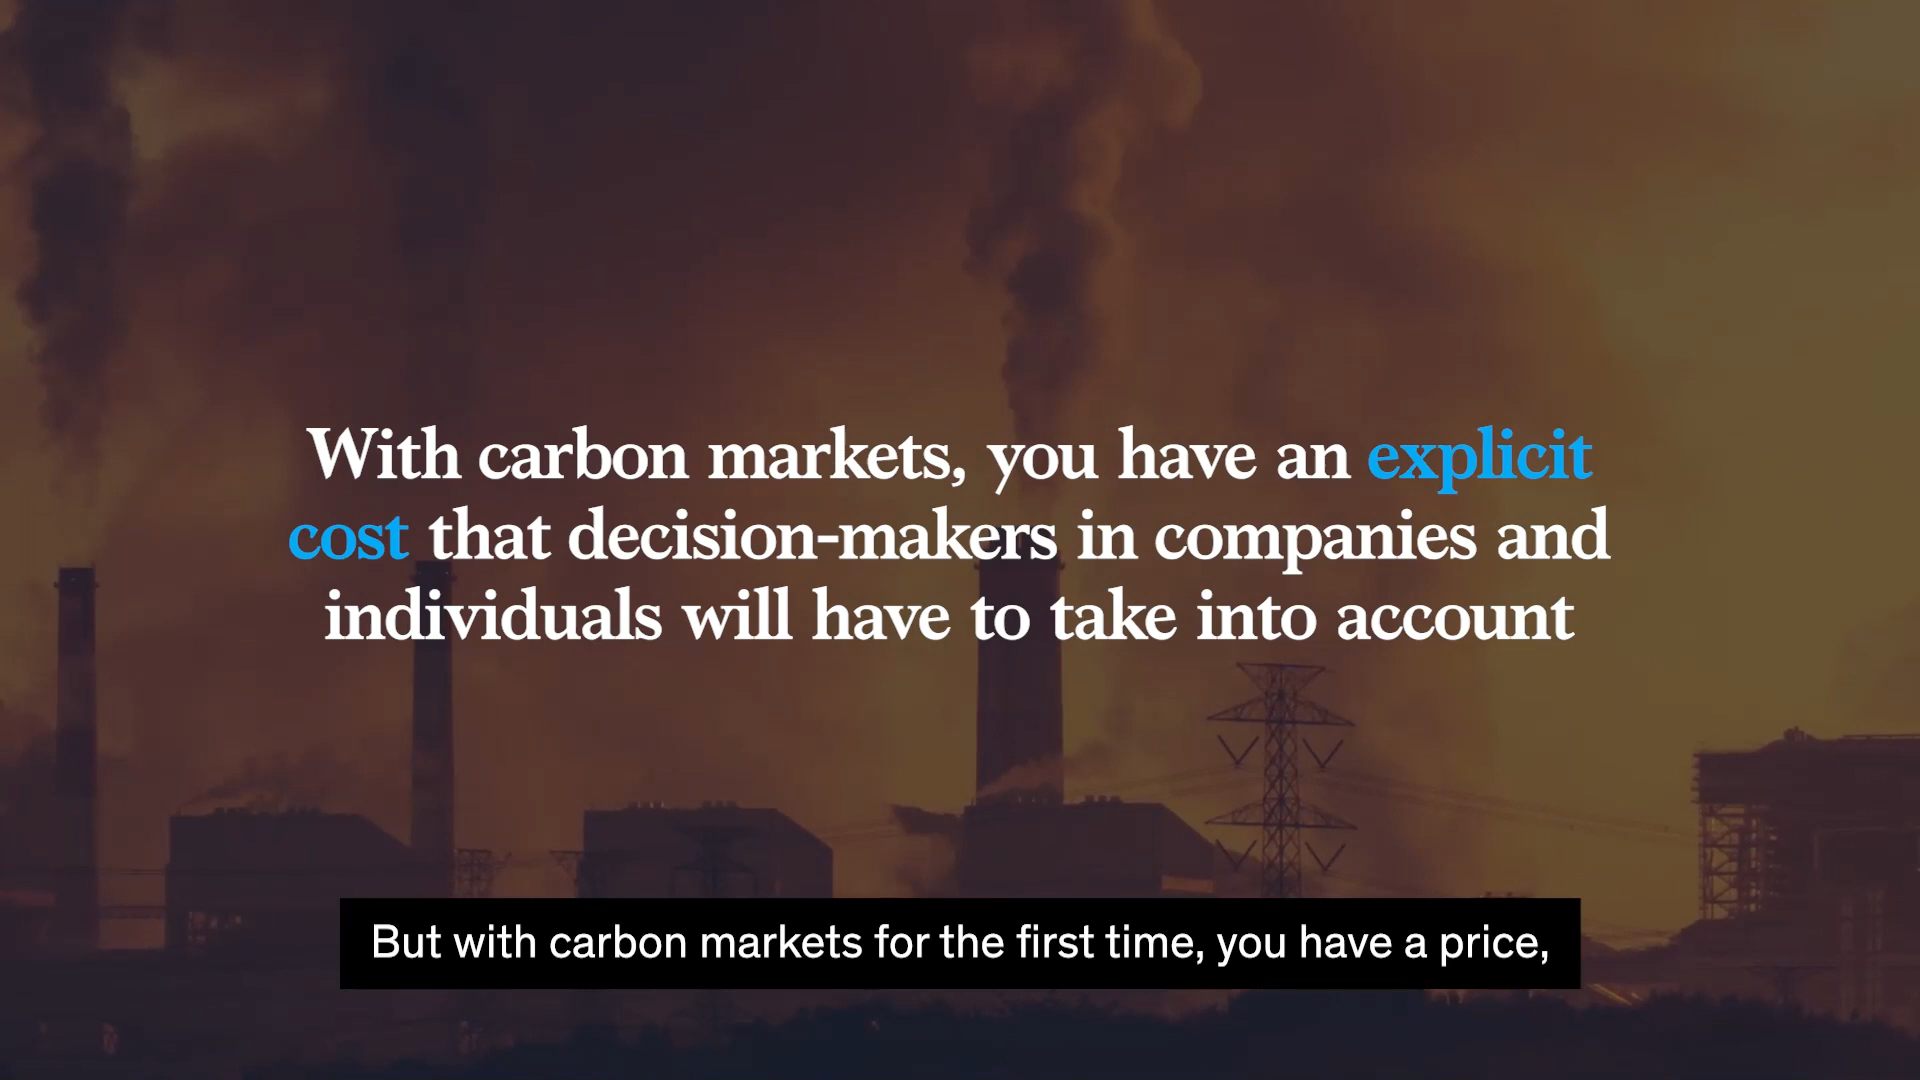 With carbon markets, you have an explicit
cost that decision-makers in companies and
individuals will have to take into account
But with carbon markets for the first time, you have a price,